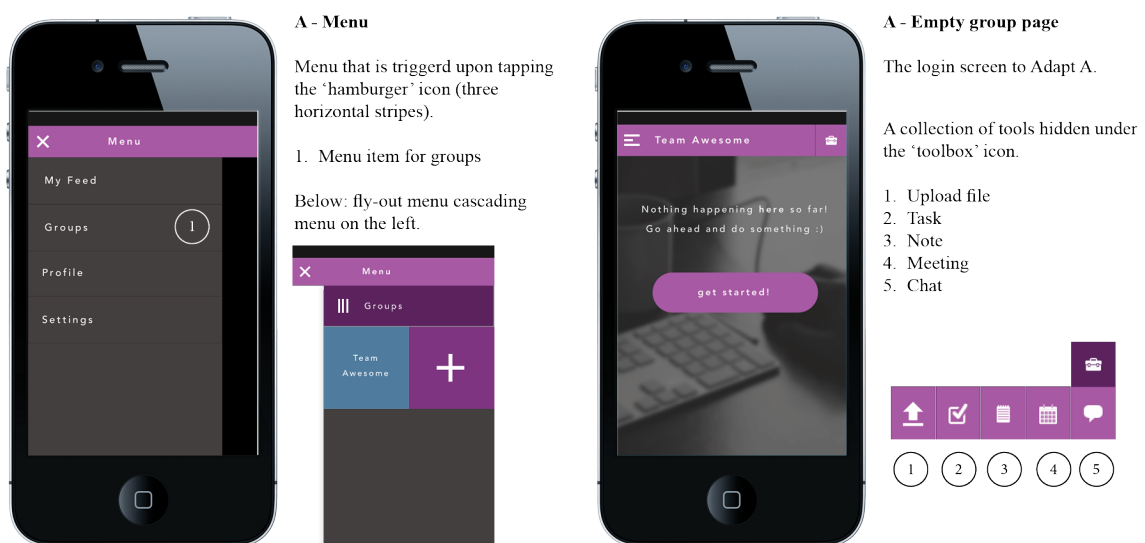 A - Menu
Menu that is triggerd upon tapping
the ‘hamburger’ icon (three
horizontal stripes).
1. Menu item for groups
Below: fly-out menu cascading
menu on the left.
Menu
My Feed
Groups
1
Profile
Settings
Menu
Groups
Team
Awesome
A - Empty group page
The login screen to Adapt A.
A collection of tools hidden under
the ‘toolbox’ icon.
1. Upload file
2. Task
3. Note
4. Meeting
5. Chat
Team Awesome
Nothing happening here so far!
Go ahead and do something :)
get started!
1 2 3 4 5